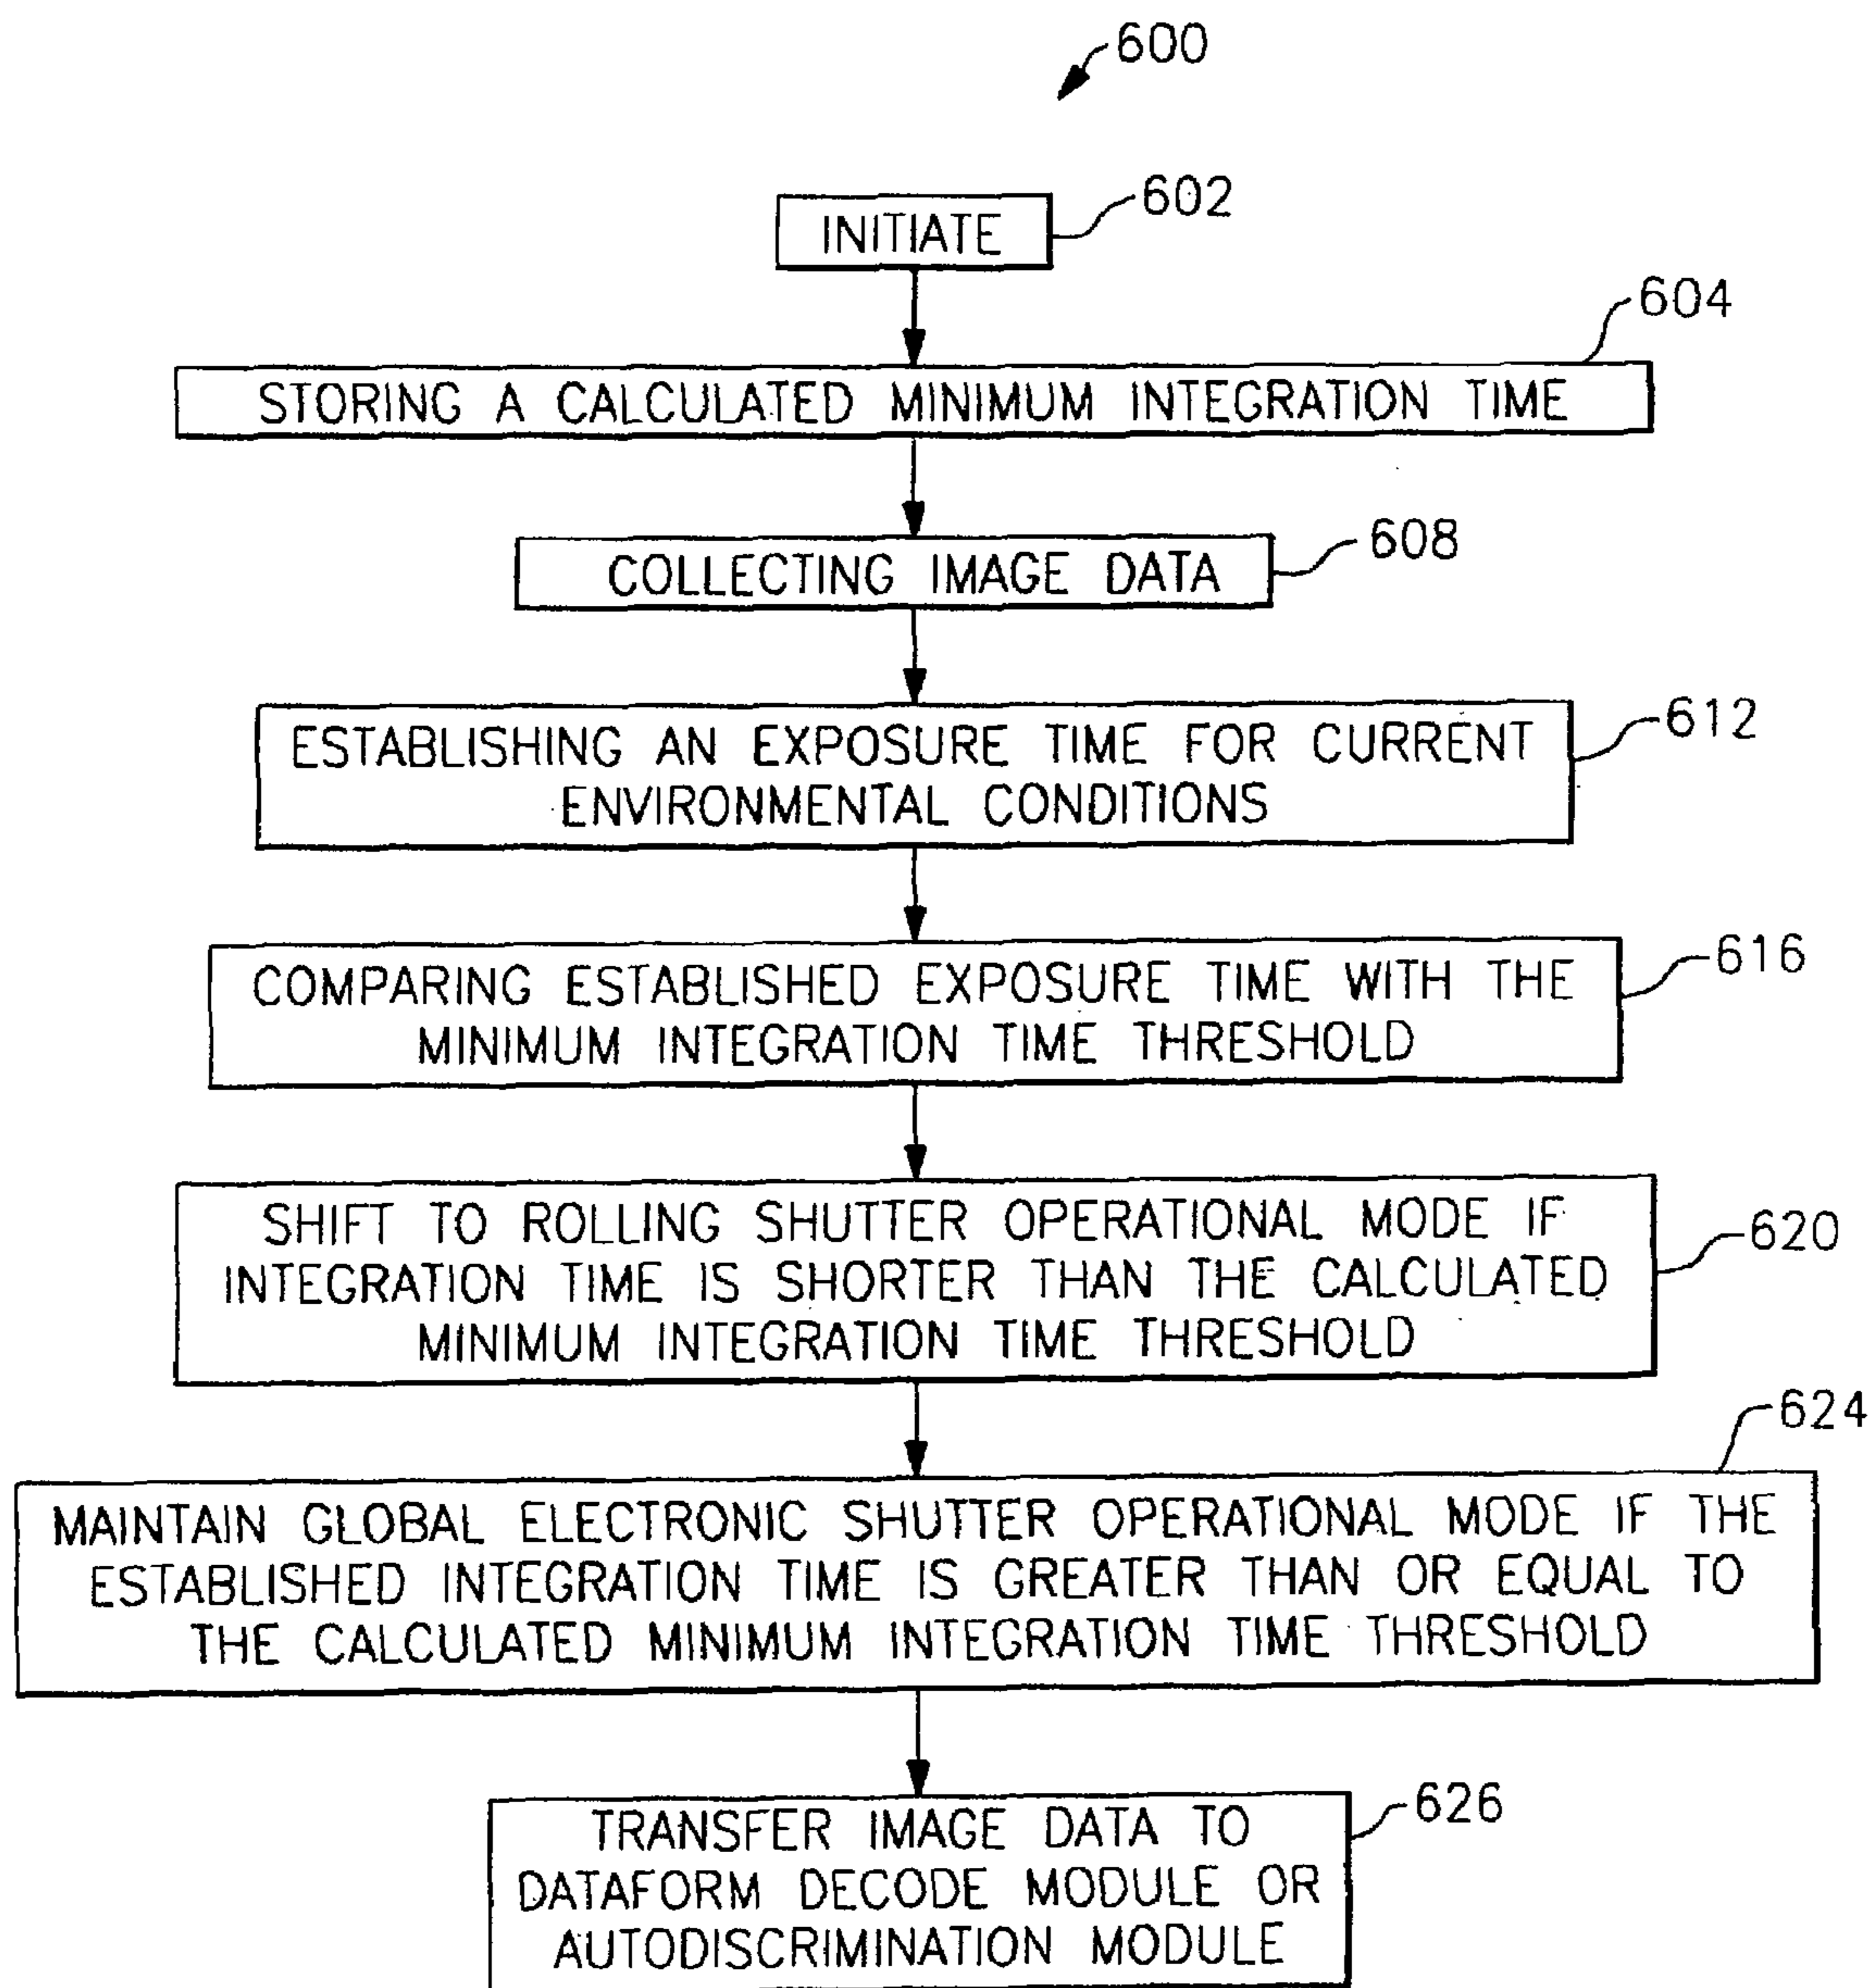 600
INITIATE
602
604
STORING A CALCULATED MINIMUM INTEGRATION TIME
COLLECTING IMAGE DATA
608
ESTABLISHING AN EXPOSURE TIME FOR CURRENT
ENVIRONMENTAL CONDITIONS
612
COMPARING ESTABLISHED EXPOSURE TIME WITH THE
MINIMUM INTEGRATION TIME THRESHOLD
616
SHIFT TO ROLLING SHUTTER OPERATIONAL MODE IF
INTEGRATION TIME IS SHORTER THAN THE CALCULATED
MINIMUM INTEGRATION TIME THRESHOLD
620
624
MAINTAIN GLOBAL ELECTRONIC SHUTTER OPERATIONAL MODE IF THE
ESTABLISHED INTEGRATION TIME IS GREATER THAN OR EQUAL TO
THE CALCULATED MINIMUM INTEGRATION TIME THRESHOLD
TRANSFER IMAGE DATA TO
DATAFORM DECODE MODULE OR
AUTODISCRIMINATION MODULE
626